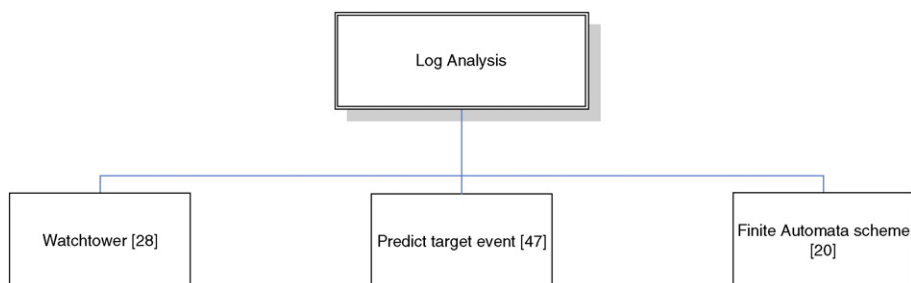 Log Analysis
Watchtower [28]
Predict target event [47]
Finite Automata scheme
[20]